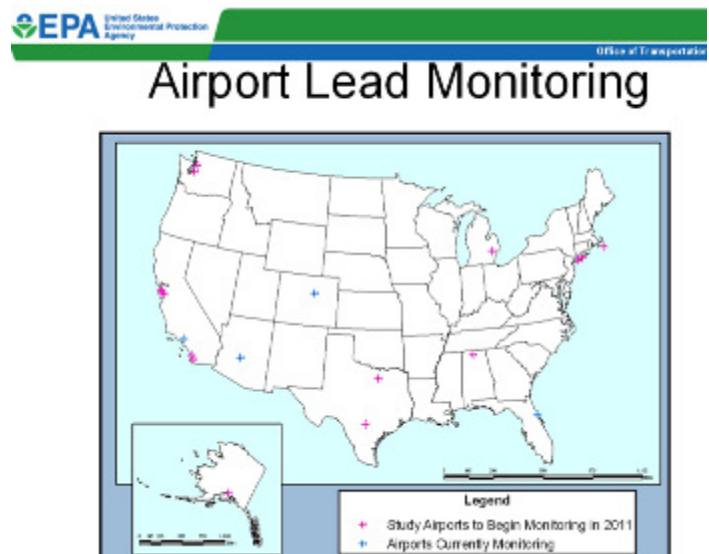 EPA
United States
Environmental Protection
Agency
Office of Transportation
Airport Lead Monitoring
Legend
+ Study Airports to Begin Monitoring in 2011
+ Airports Currently Monitoring